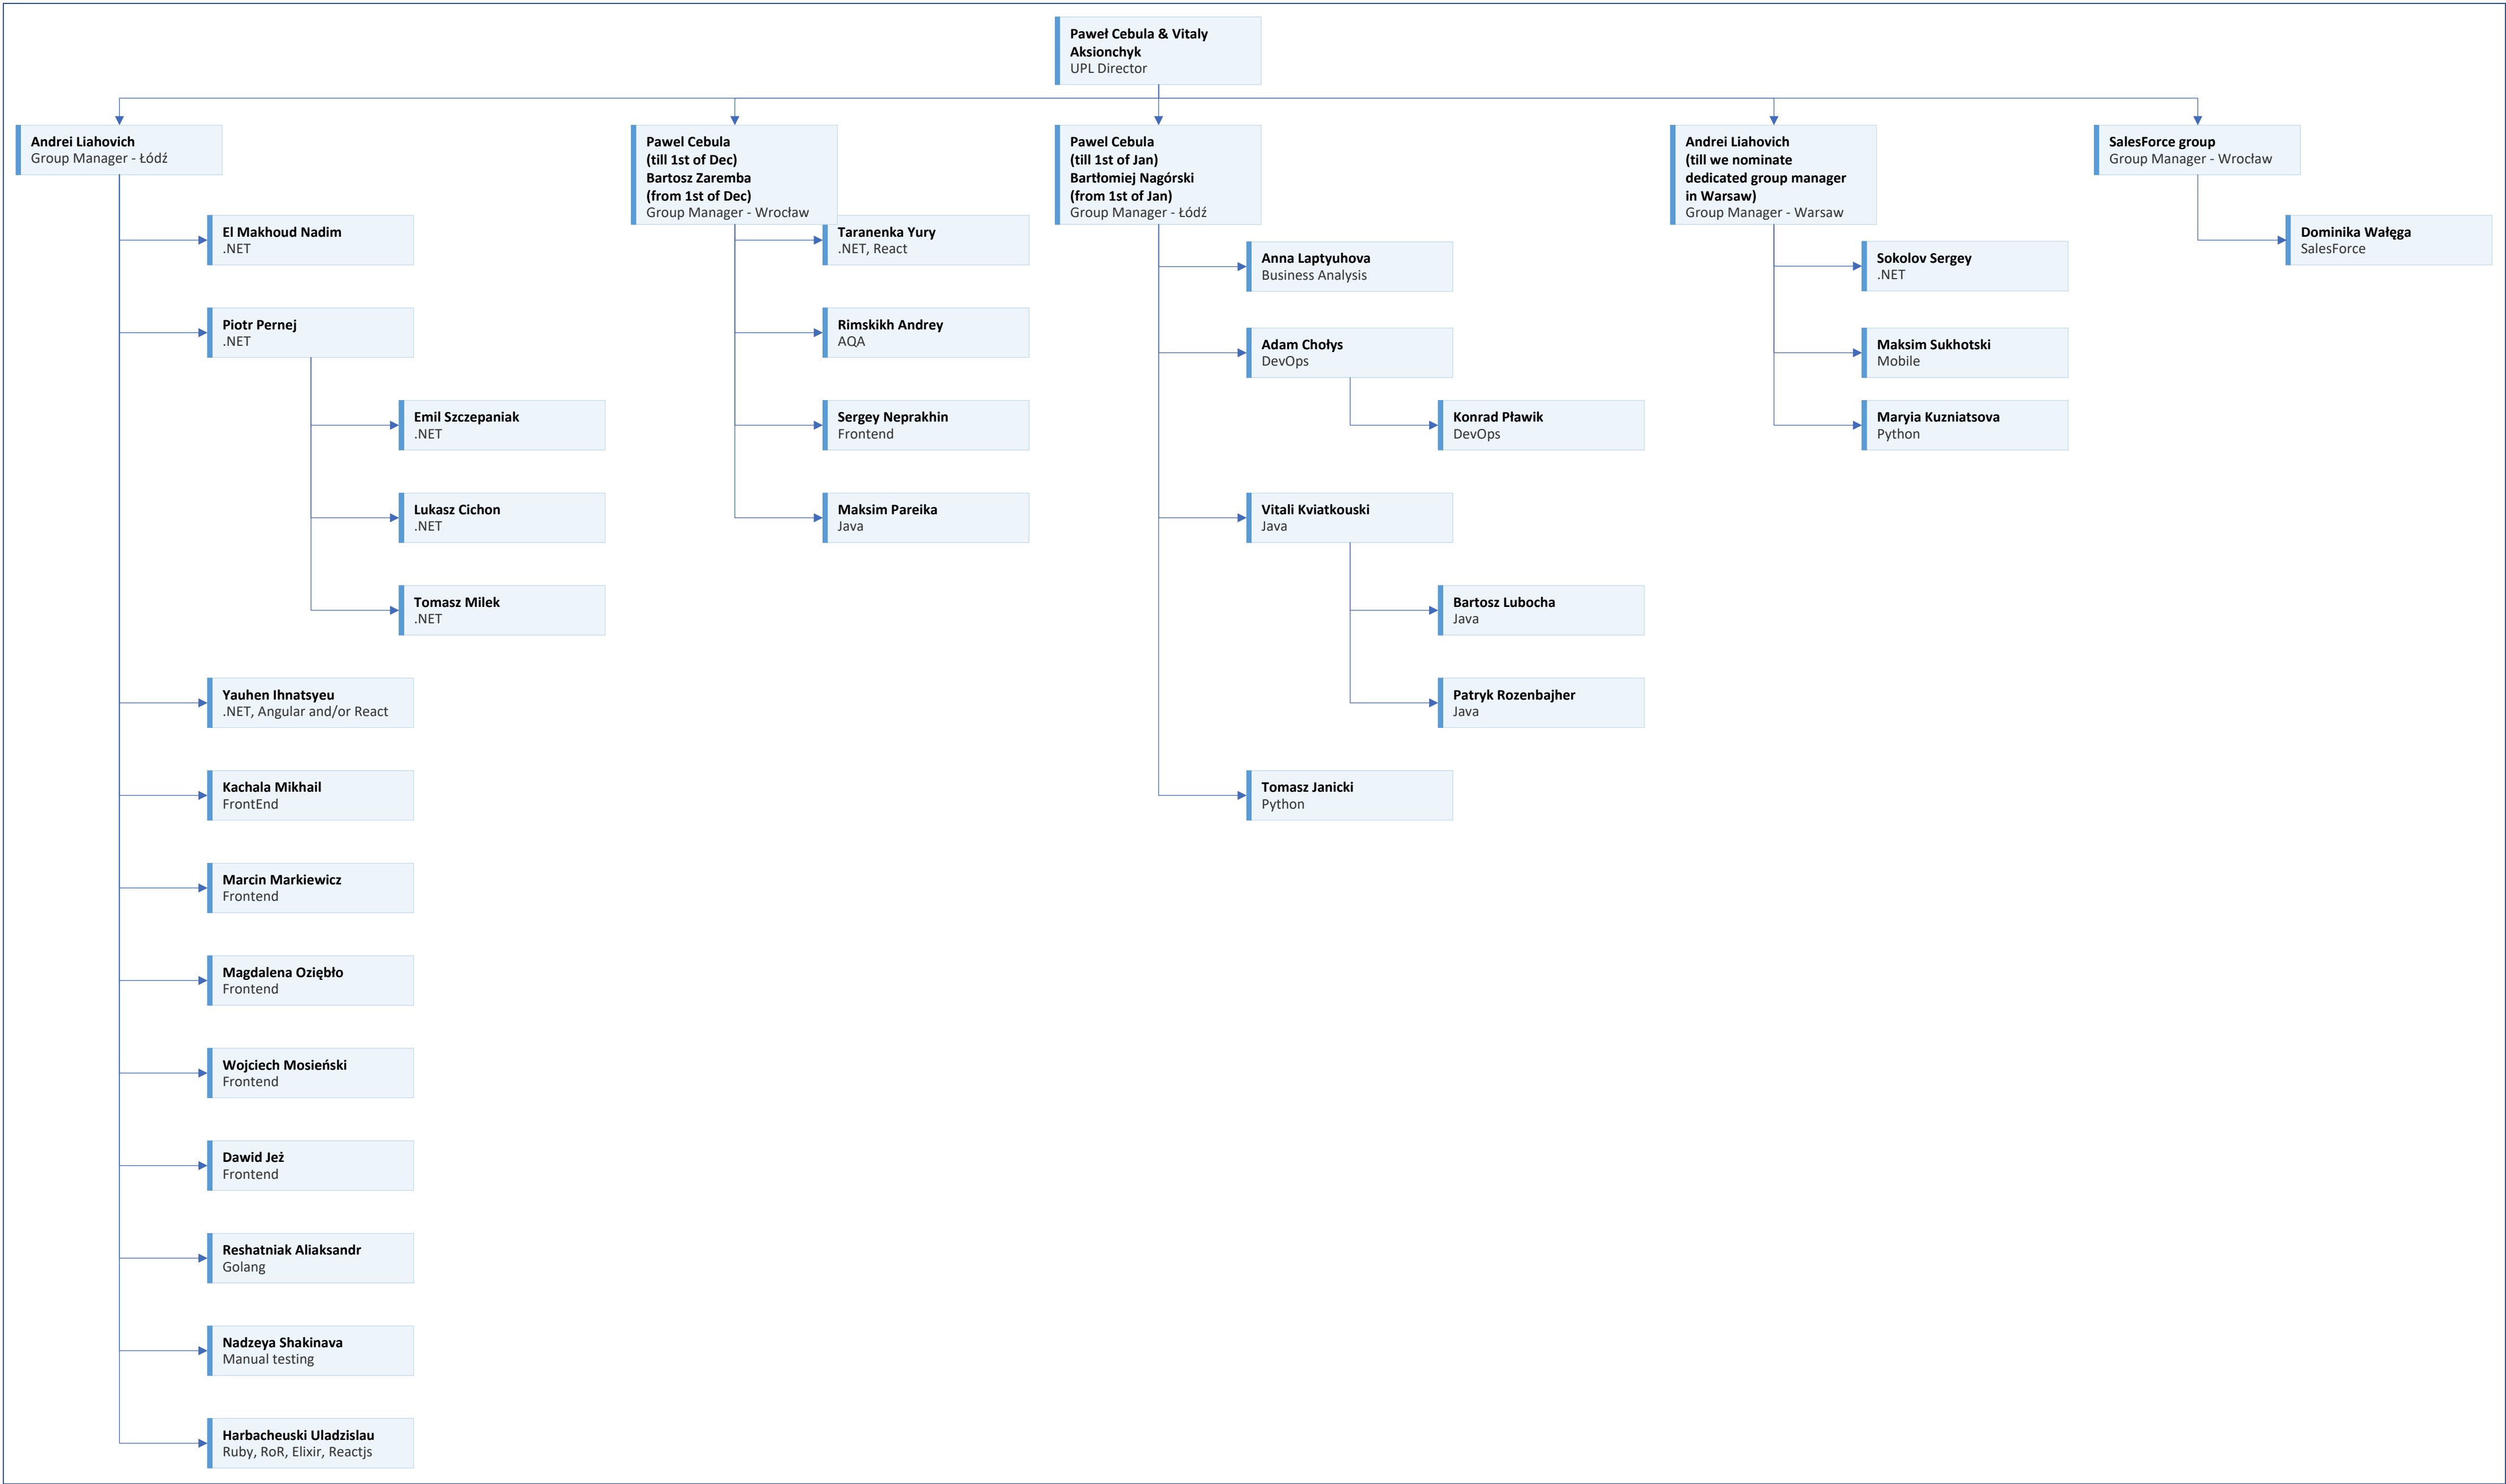 Paweł Cebula & Vitaly
Aksionchyk
UPL Director
Andrei Liahovich
Group Manager - Łódź
El Makhoud Nadim
.NET
Piotr Pernej
.NET
Emil Szczepaniak
.NET
Lukasz Cichon
.NET
Tomasz Milek
.NET
Yauhen Ihnatsyeu
.NET, Angular and/or React
Kachala Mikhail
FrontEnd
Marcin Markiewicz
Frontend
Magdalena Oziębło
Frontend
Wojciech Mosieński
Frontend
Dawid Jeż
Frontend
Reshatniak Aliaksandr
Golang
Nadzeya Shakinava
Manual testing
Harbacheuski Uladzislau
Ruby, RoR, Elixir, Reactjs
Pawel Cebula
(till 1st of Dec)
Bartosz Zaremba
(from 1st of Dec)
Group Manager - Wrocław
Taranenka Yury
.NET, React
Rimskikh Andrey
AQA
Sergey Neprakhin
Frontend
Maksim Pareika
Java
Pawel Cebula
(till 1st of Jan)
Bartłomiej Nagórski
(from 1st of Jan)
Group Manager - Łódź
Anna Laptyuhova
Business Analysis
Adam Chołys
DevOps
Konrad Pławik
DevOps
Vitali Kviatkouski
Java
Bartosz Lubocha
Java
Patryk Rozenbajher
Java
Tomasz Janicki
Python
Andrei Liahovich
(till we nominate
dedicated group manager
in Warsaw)
Group Manager - Warsaw
Sokolov Sergey
.NET
Maksim Sukhotski
Mobile
Maryia Kuzniatsova
Python
SalesForce group
Group Manager - Wrocław
Dominika Wałęga
SalesForce